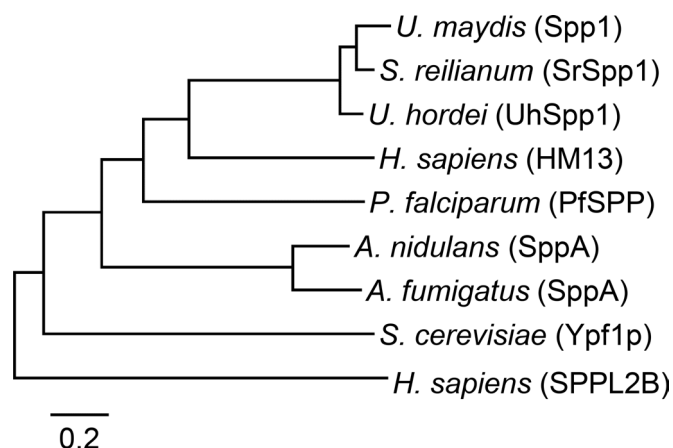 U. maydis (Spp1)
S. reilianum (SrSpp1)
U. hordei (UhSpp1)
H. sapiens (HM13)
P. falciparum (PfSPP)
A. nidulans (SppA)
A. fumigatus (SppA)
S. cerevisiae (Ypf1p)
H. sapiens (SPPL2B)
0.2